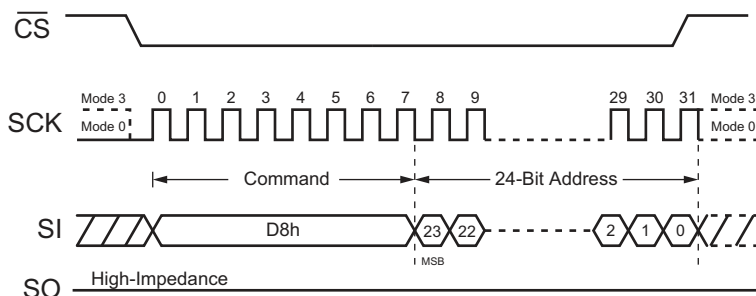 CS
SCK
Mode 3
Mode 0
0 1 2 3 4 5 6 7 8 9
29 30 31
Mode 3
Mode 0
Command
24-Bit Address
SI
D8h
23 22
2 1 0
MSB
SO
High-Impedance